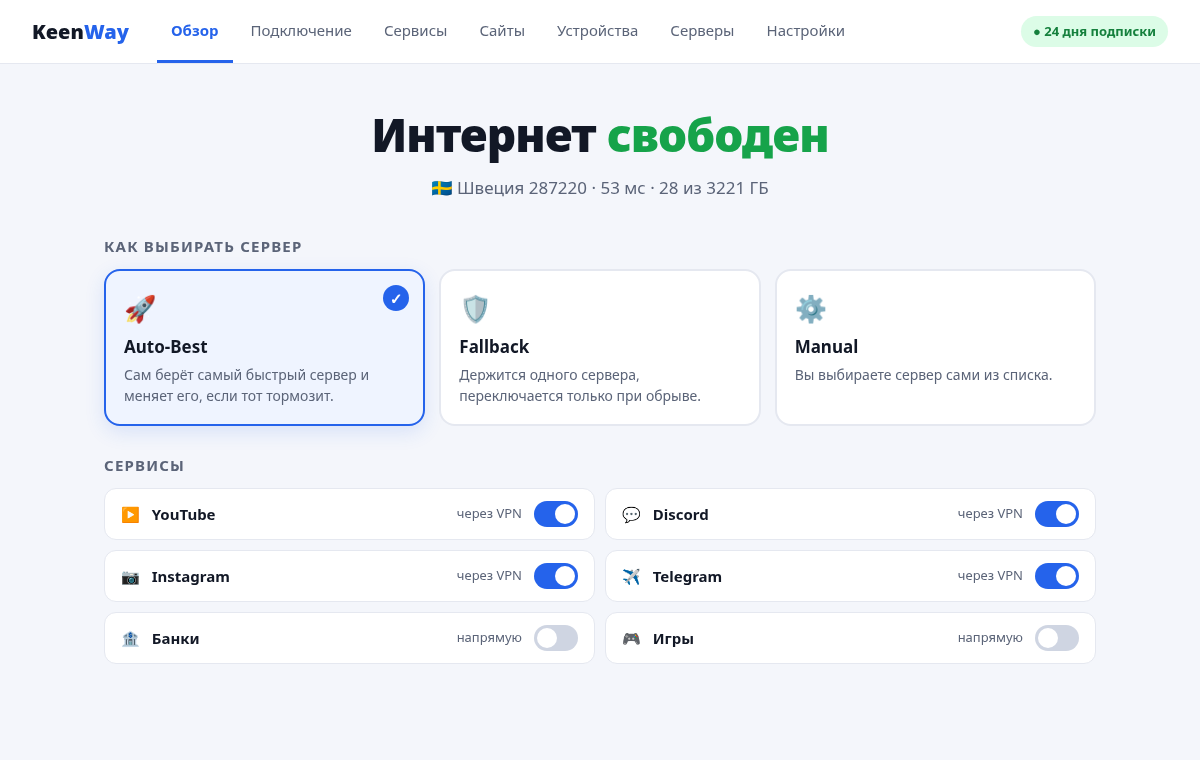 KeenWay
Обзор
Подключение
Сервисы
Сайты
Устройства
Серверы
Настройки
● 24 дня подписки
Интернет свободен
Швеция 287220 · 53 мс · 28 из 3221 ГБ
КАК ВЫБИРАТЬ СЕРВЕР
Auto-Best
Сам берёт самый быстрый сервер и
меняет его, если тот тормозит.
Fallback
Держится одного сервера,
переключается только при обрыве.
Manual
Вы выбираете сервер сами из списка.
СЕРВИСЫ
YouTube
через VPN
Discord
через VPN
Instagram
через VPN
Telegram
через VPN
Банки
напрямую
Игры
напрямую